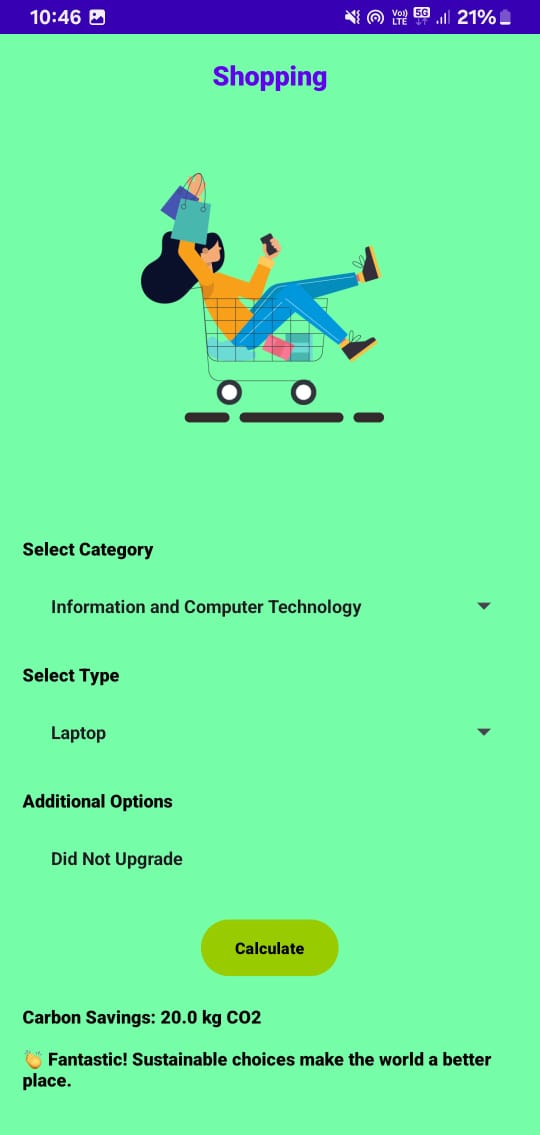 10:46 Vo)) LTE 5G 21%
Shopping
Select Category
Information and Computer Technology
Select Type
Laptop
Additional Options
Did Not Upgrade
Calculate
Carbon Savings: 20.0 kg CO2
👏 Fantastic! Sustainable choices make the world a better
place.